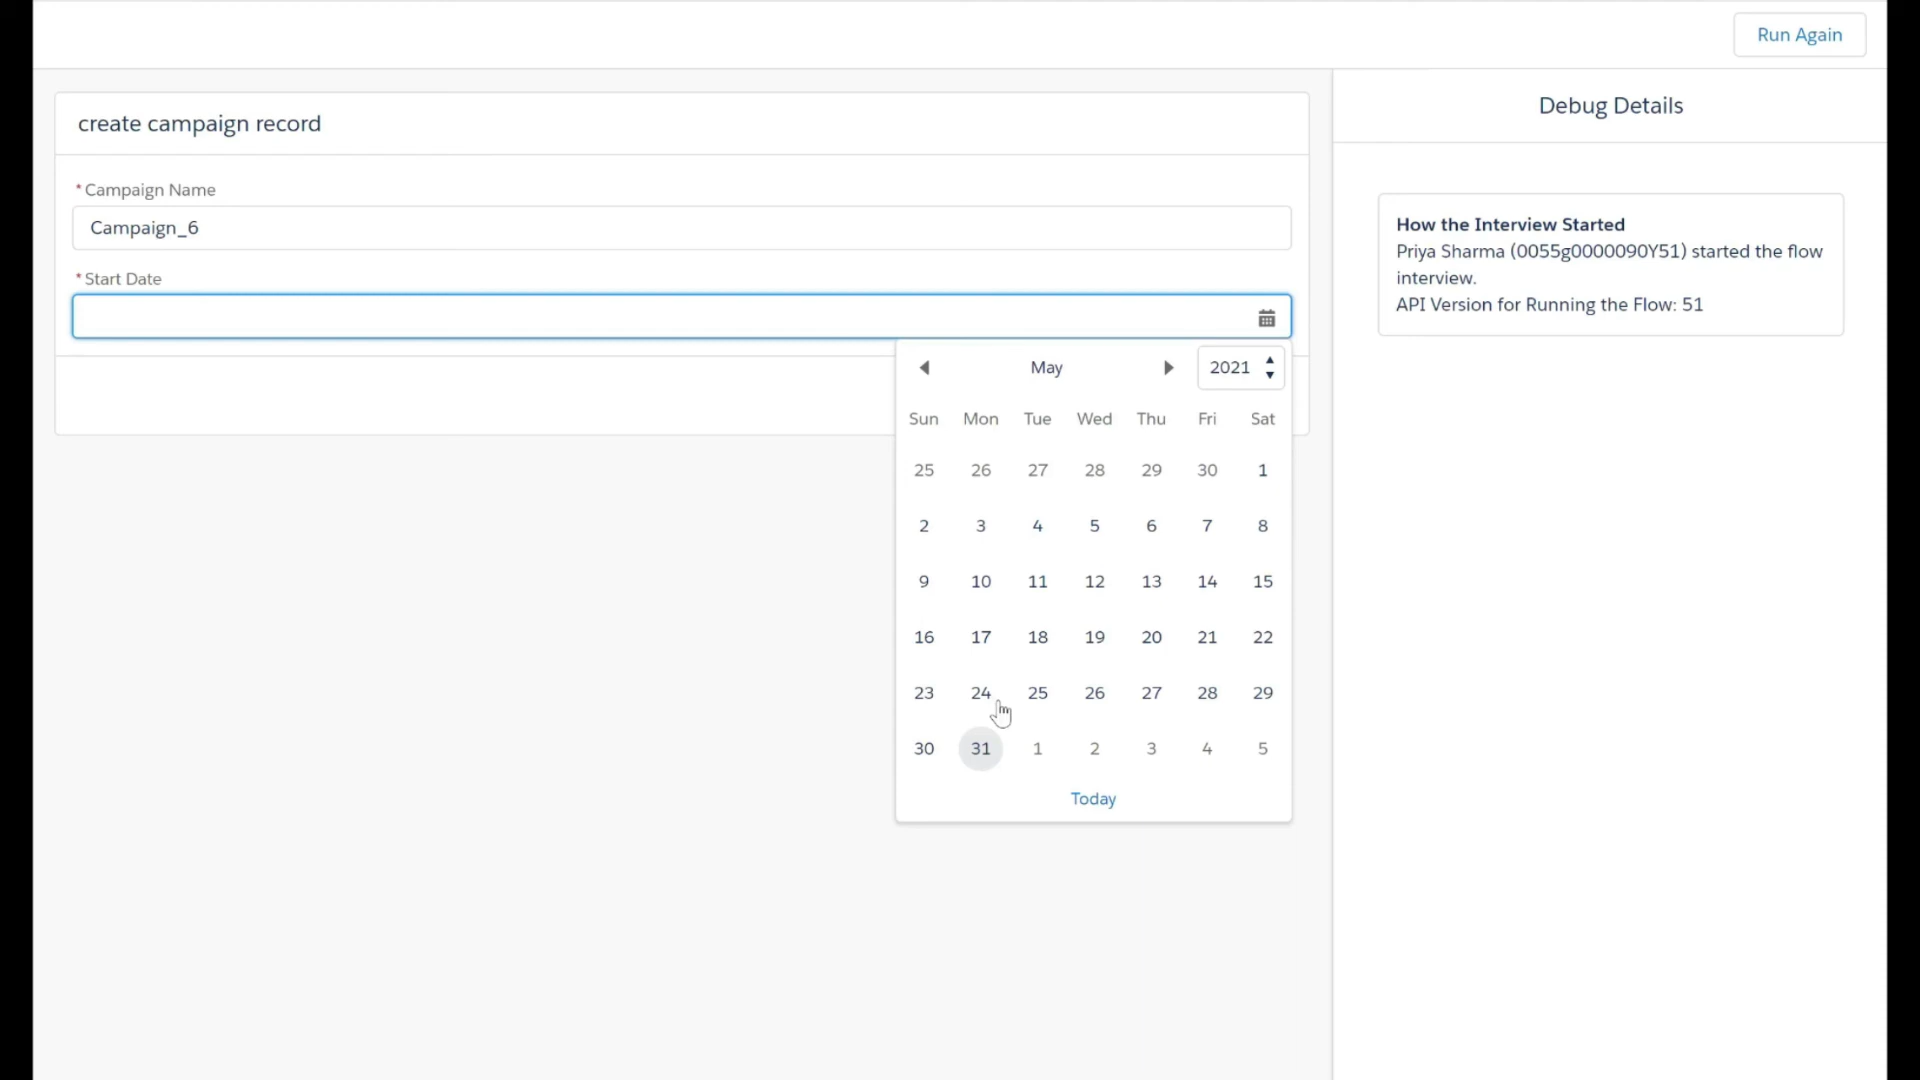 Run Again
create campaign record
* Campaign Name
Campaign_6
* Start Date
May
2021
Sun Mon Tue Wed Thu Fri Sat
25 26 27 28 29 30 1
2 3 4 5 6 7 8
9 10 11 12 13 14 15
16 17 18 19 20 21 22
23 24 25 26 27 28 29
30 31 1 2 3 4 5
Today
Debug Details
How the Interview Started
Priya Sharma (0055g0000090Y51) started the flow
interview.
API Version for Running the Flow: 51